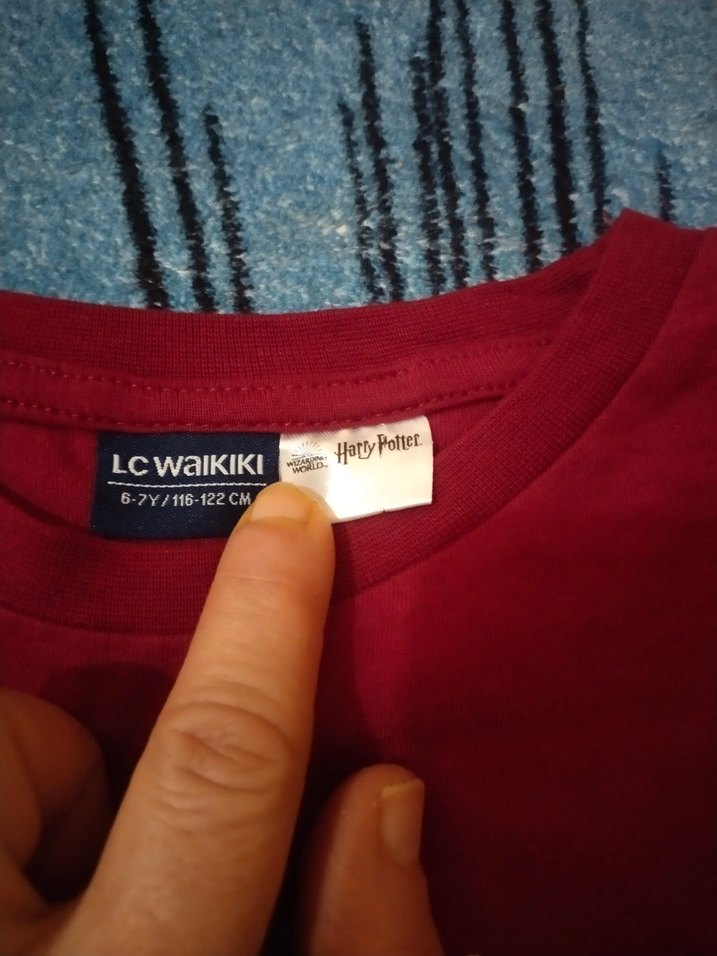 LC WAIKIKI
6-7Y / 116-122 CM
WIZARDING
WORLD
Harry Potter